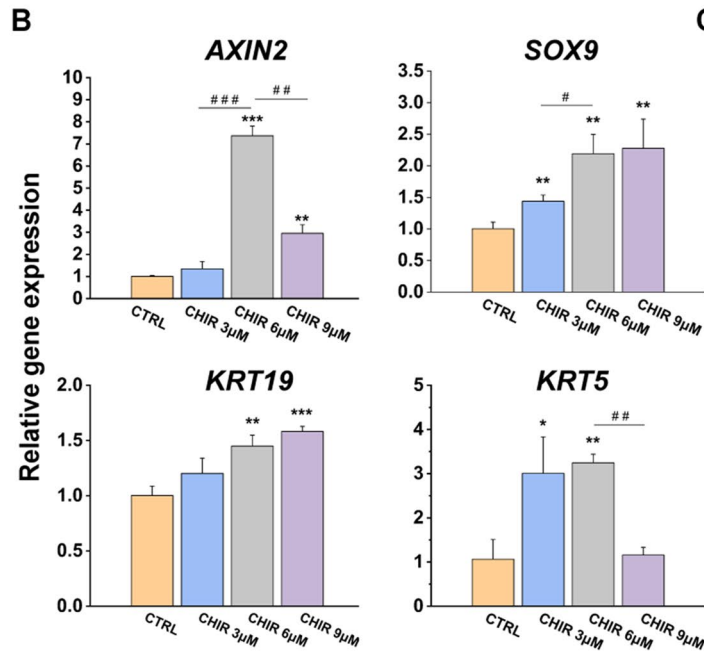 B
C
AXIN2
SOX9
Relative gene expression
10
9
8
7
6
5
4
3
2
1
0
###
##
***
**
CTRL
CHIR 3µM
CHIR 6µM
CHIR 9µM
3.5
3.0
2.5
2.0
1.5
1.0
0.5
0.0
#
**
**
**
CTRL
CHIR 3µM
CHIR 6µM
CHIR 9µM
KRT19
KRT5
2.0
1.5
1.0
0.5
0.0
**
***
CTRL
CHIR 3µM
CHIR 6µM
CHIR 9µM
5
4
3
2
1
0
*
**
##
CTRL
CHIR 3µM
CHIR 6µM
CHIR 9µM